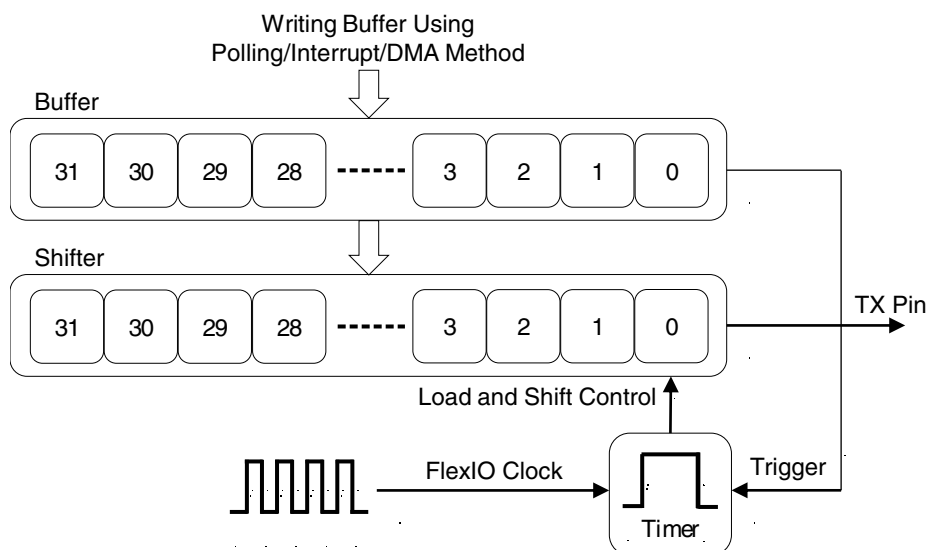 Writing Buffer Using
Polling/Interrupt/DMA Method
Buffer
31 30 29 28 3 2 1 0
Shifter
31 30 29 28 3 2 1 0
TX Pin
Load and Shift Control
FlexIO Clock
Trigger
Timer